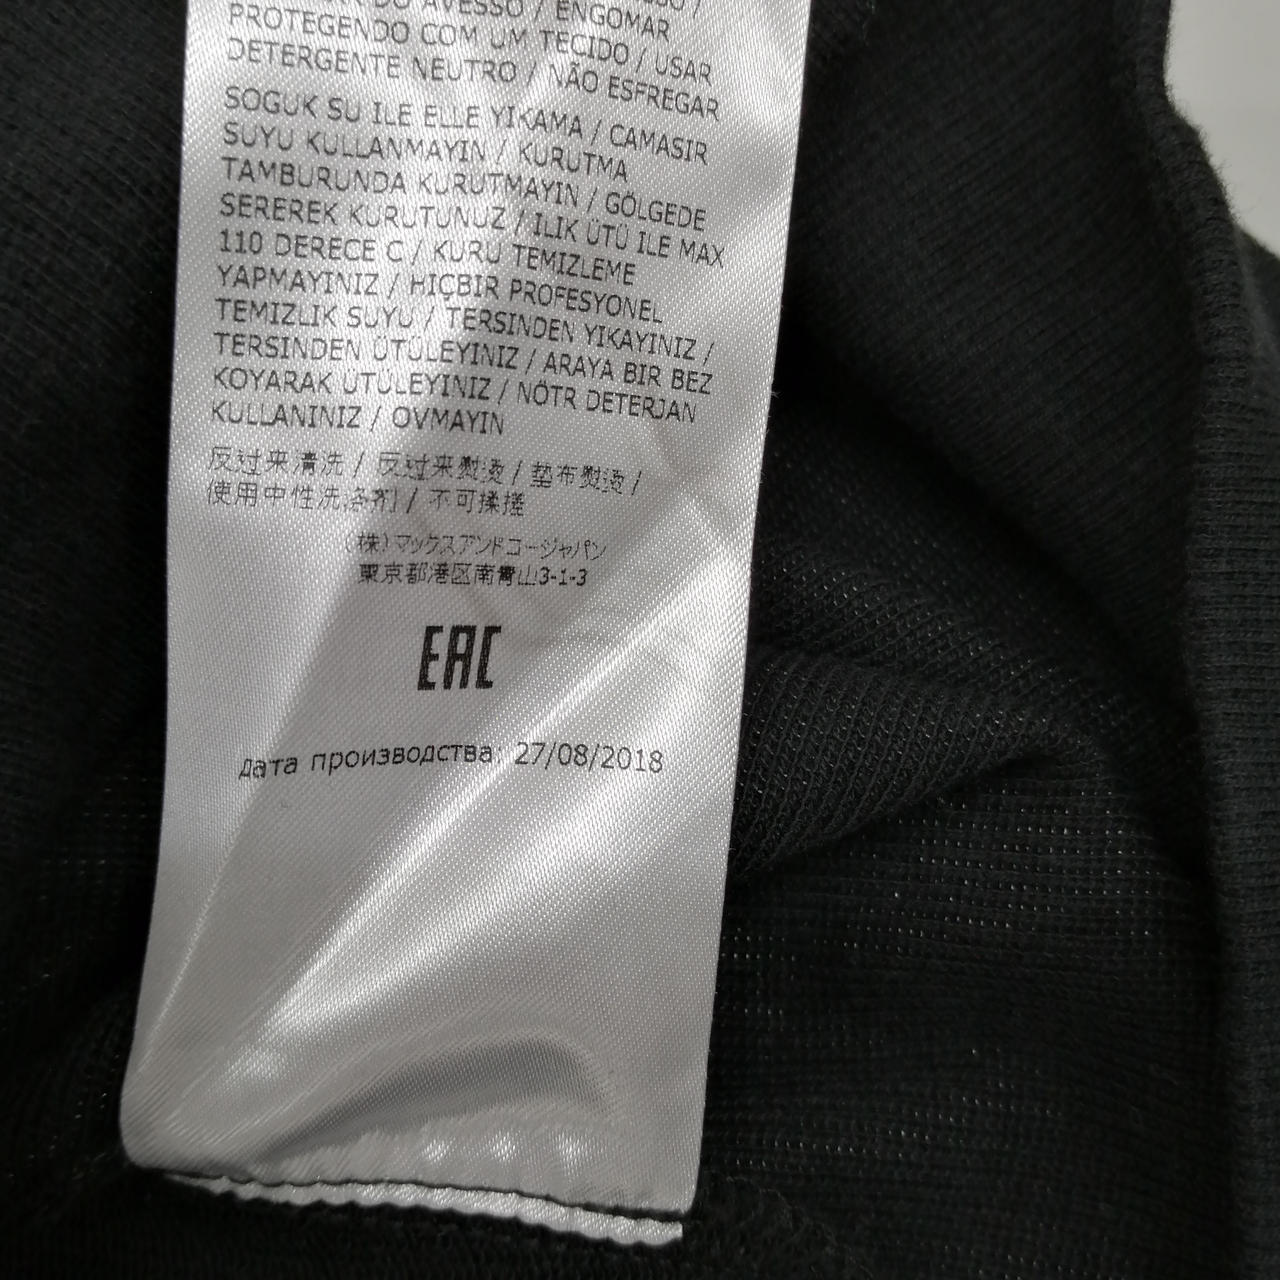 DO AVESSO / ENGOMAR
PROTEGENDO COM UM TECIDO / USAR
DETERGENTE NEUTRO / NÃO ESFREGAR
SOGUK SU ILE ELLE YIKAMA / CAMASIR
SUYU KULLANMAYIN / KURUTMA
TAMBURUNDA KURUTMAYIN / GÖLGEDE
SEREREK KURUTUNUZ / ILIK ÜTÜ ILE MAX
110 DERECE C / KURU TEMIZLEME
YAPMAYINIZ / HIÇBIR PROFESYONEL
TEMIZLIK SUYU / TERSINDEN YIKAYINIZ /
TERSINDEN ÜTÜLEYINIZ / ARAYA BIR BEZ
KOYARAK ÜTÜLEYINIZ / NÖTR DETERJAN
KULLANINIZ / OVMAYIN
反过来清洗 / 反过来熨烫 / 垫布熨烫 /
使用中性洗涤剂 / 不可揉搓
(株)マックスアンドコージャパン
東京都港区南青山3-1-3
EAC
дата производства: 27/08/2018